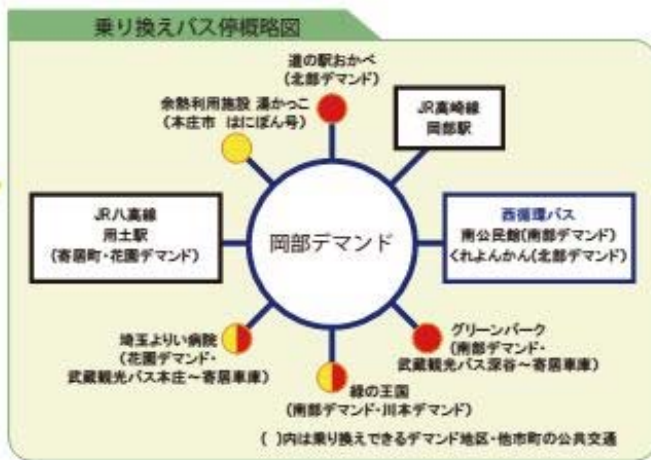 乗り換えバス停概略図
道の駅おかべ
(北部デマンド)
余熱利用施設 湯かっこ
(本庄市 はにぽん号)
JR高崎線
岡部駅
JR八高線
用土駅
(寄居町・花園デマンド)
岡部デマンド
西循環バス
南公民館(南部デマンド)
くれよんかん(北部デマンド)
埼玉よりい病院
(花園デマンド・
武蔵観光バス本庄～寄居車庫)
グリーンパーク
(南部デマンド・
武蔵観光バス深谷～寄居車庫)
緑の王国
(南部デマンド・川本デマンド)
( )内は乗り換えできるデマンド地区・他市町の公共交通